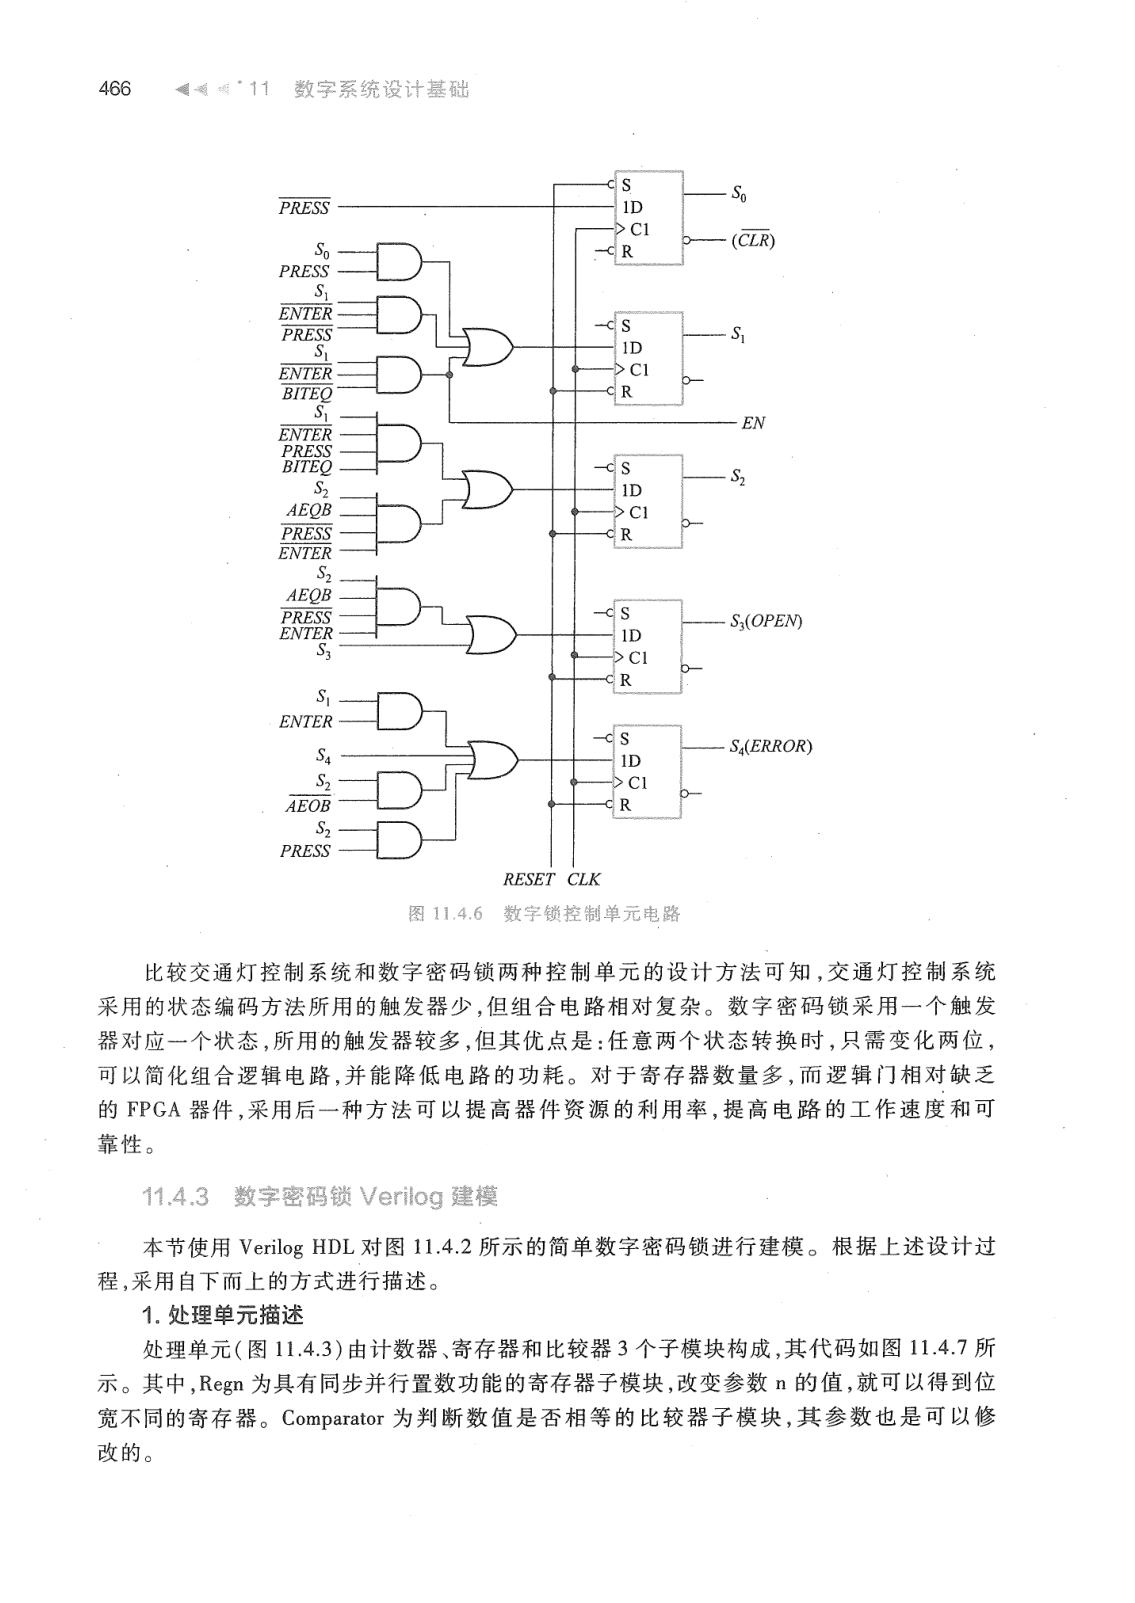 466 11 数字系统设计基础
S
S₀
PRESS
1D
C1
(CLR)
R
S₀
PRESS
S₁
ENTER
PRESS
S
S₁
1D
C1
R
S₁
ENTER
BITEQ
EN
S₁
ENTER
PRESS
BITEQ
S
S₂
1D
C1
R
S₂
AEQB
PRESS
ENTER
S₂
AEQB
PRESS
ENTER
S₃
S
S₃(OPEN)
1D
C1
R
S₁
ENTER
S₄
S
S₄(ERROR)
1D
C1
R
S₂
AEOB
S₂
PRESS
RESET CLK
图 11.4.6 数字锁控制单元电路
比较交通灯控制系统和数字密码锁两种控制单元的设计方法可知,交通灯控制系统
采用的状态编码方法所用的触发器少,但组合电路相对复杂。数字密码锁采用一个触发
器对应一个状态,所用的触发器较多,但其优点是:任意两个状态转换时,只需变化两位,
可以简化组合逻辑电路,并能降低电路的功耗。对于寄存器数量多,而逻辑门相对缺乏
的 FPGA 器件,采用后一种方法可以提高器件资源的利用率,提高电路的工作速度和可
靠性。
11.4.3 数字密码锁 Verilog 建模
本节使用 Verilog HDL 对图 11.4.2 所示的简单数字密码锁进行建模。根据上述设计过
程,采用自下而上的方式进行描述。
1. 处理单元描述
处理单元(图 11.4.3)由计数器、寄存器和比较器 3 个子模块构成,其代码如图 11.4.7 所
示。其中,Regn 为具有同步并行置数功能的寄存器子模块,改变参数 n 的值,就可以得到位
宽不同的寄存器。Comparator 为判断数值是否相等的比较器子模块,其参数也是可以修
改的。